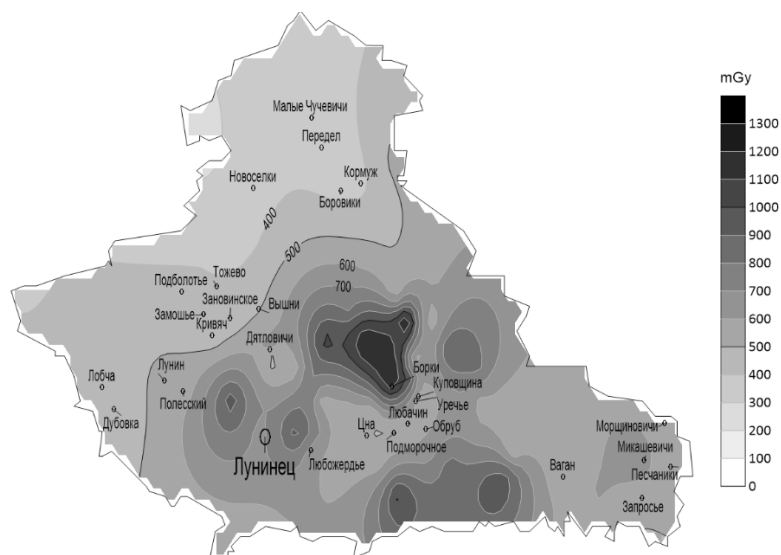 mGy
1300
1200
1100
1000
900
800
700
600
500
400
300
200
100
0
Малые Чучевичи
Передел
Новоселки
Кормуж
Боровики
400
500
600
700
Тожево
Подболотье
Зановинское
Вышни
Замошье
Кривяч
Дятловичи
Борки
Лунин
Лобча
Полесский
Куповщина
Уречье
Дубовка
Любачин
Цна
Обруб
Подморочное
Морщиновичи
Лунинец
Любожердье
Микашевичи
Ваган
Песчаники
Запросье